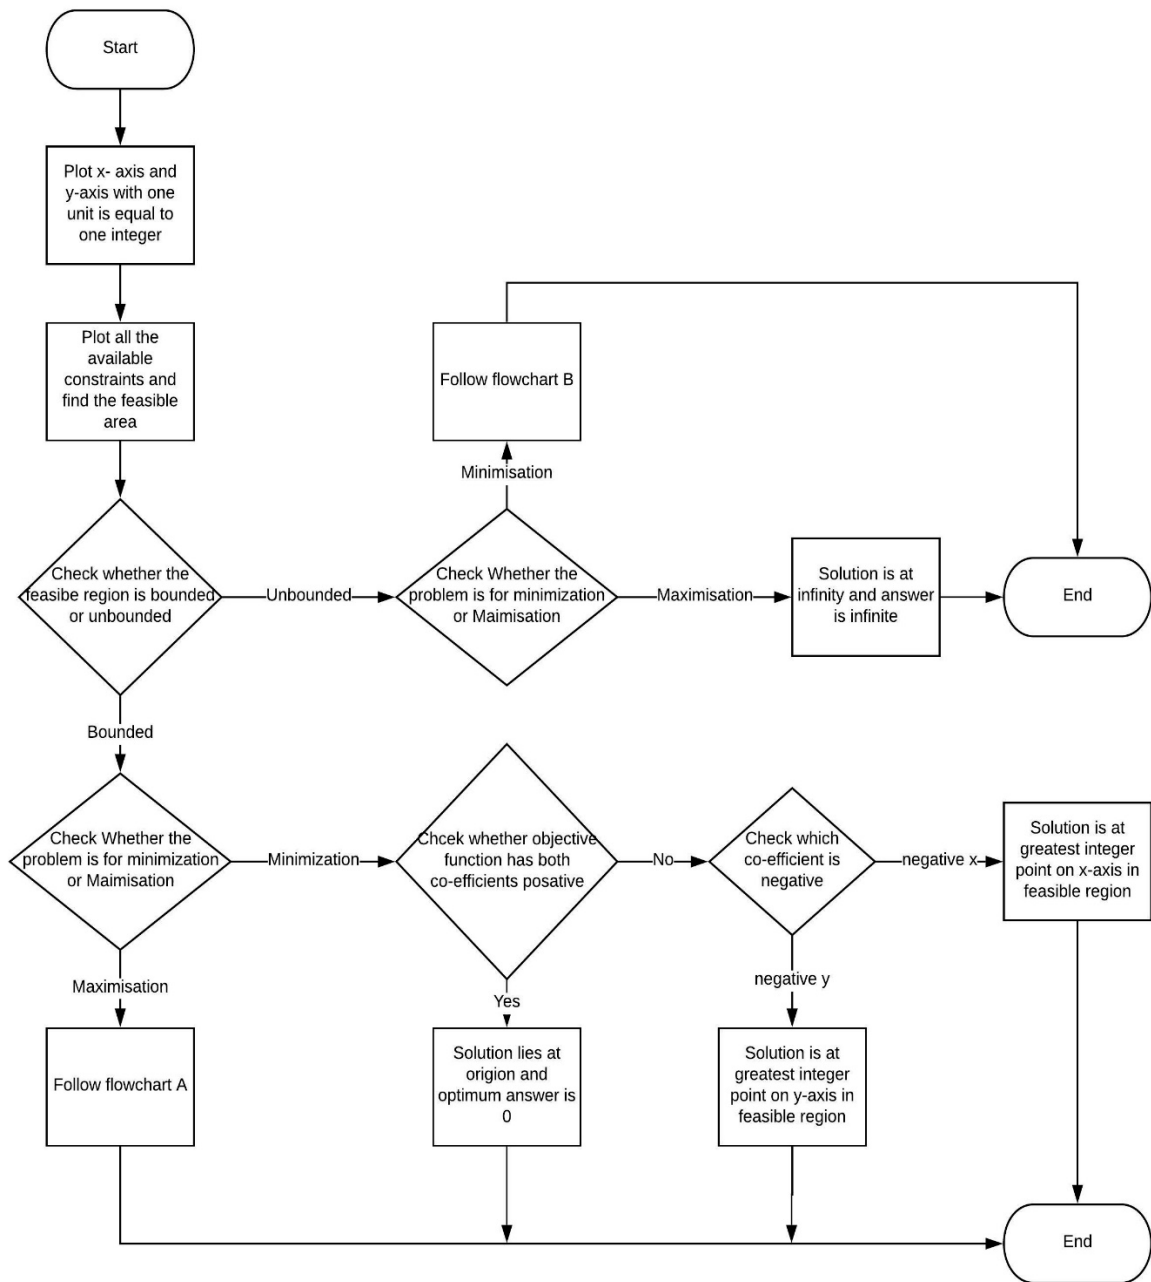 Start
Plot x- axis and
y-axis with one
unit is equal to
one integer
Plot all the
available
constraints and
find the feasible
area
Follow flowchart B
Minimisation
Check whether the
feasibe region is bounded
or unbounded
Unbounded
Check Whether the
problem is for minimization
or Maimisation
Maximisation
Solution is at
infinity and answer
is infinite
End
Bounded
Check Whether the
problem is for minimization
or Maimisation
Minimization
Chcek whether objective
function has both
co-efficients posative
No
Check which
co-efficient is
negative
negative x
Solution is at
greatest integer
point on x-axis in
feasible region
Maximisation
Yes
negative y
Follow flowchart A
Solution lies at
origion and
optimum answer is
0
Solution is at
greatest integer
point on y-axis in
feasible region
End